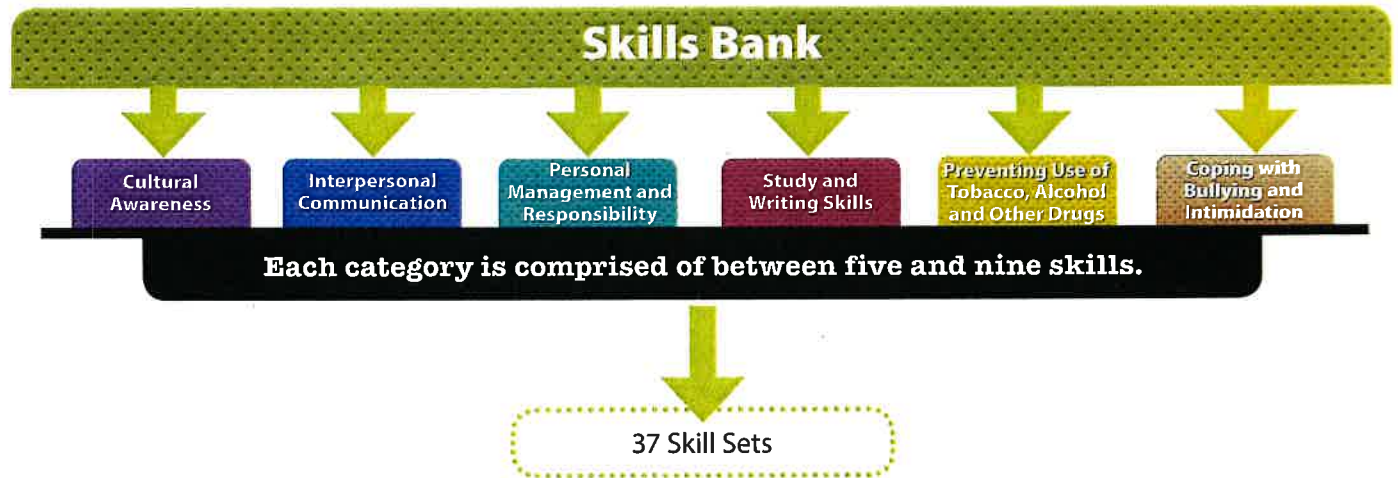 Skills Bank
Cultural
Awareness
Interpersonal
Communication
Personal
Management and
Responsibility
Study and
Writing Skills
Preventing Use of
Tobacco, Alcohol
and Other Drugs
Coping with
Bullying and
Intimidation
Each category is comprised of between five and nine skills.
37 Skill Sets